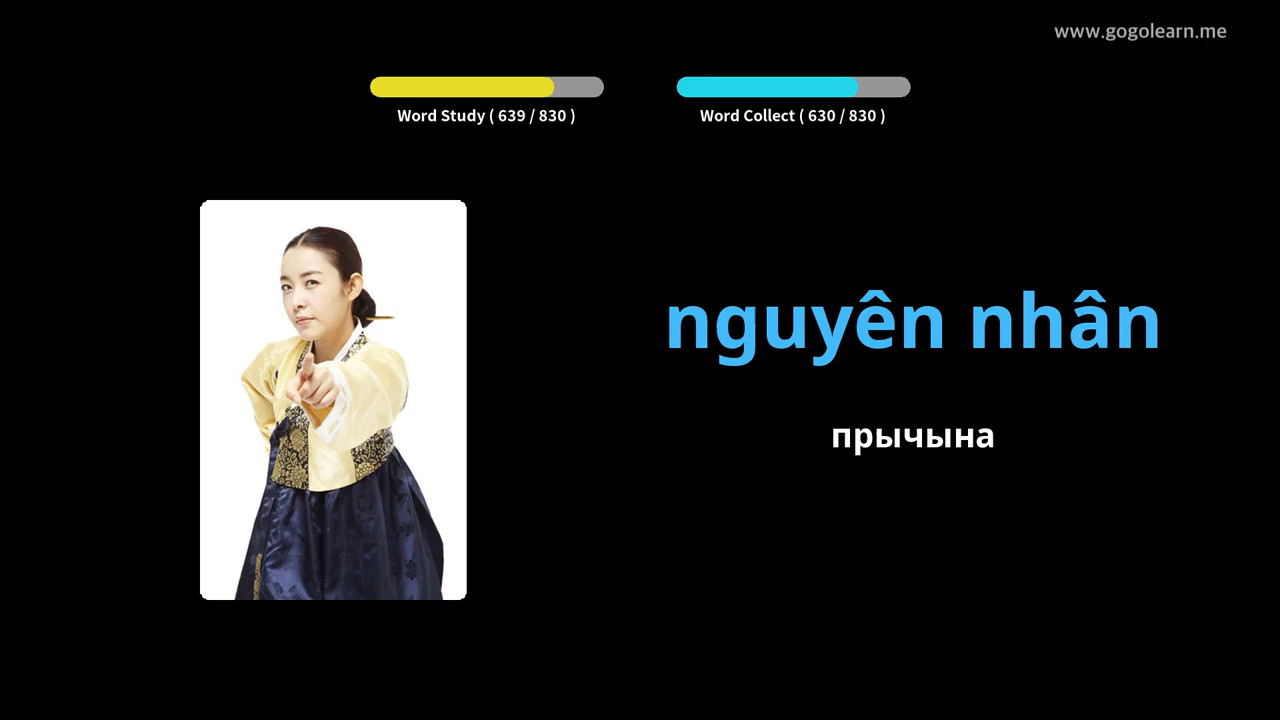 www.gogolearn.me
Word Study ( 639 / 830 )
Word Collect ( 630 / 830 )
nguyên nhân
прычына